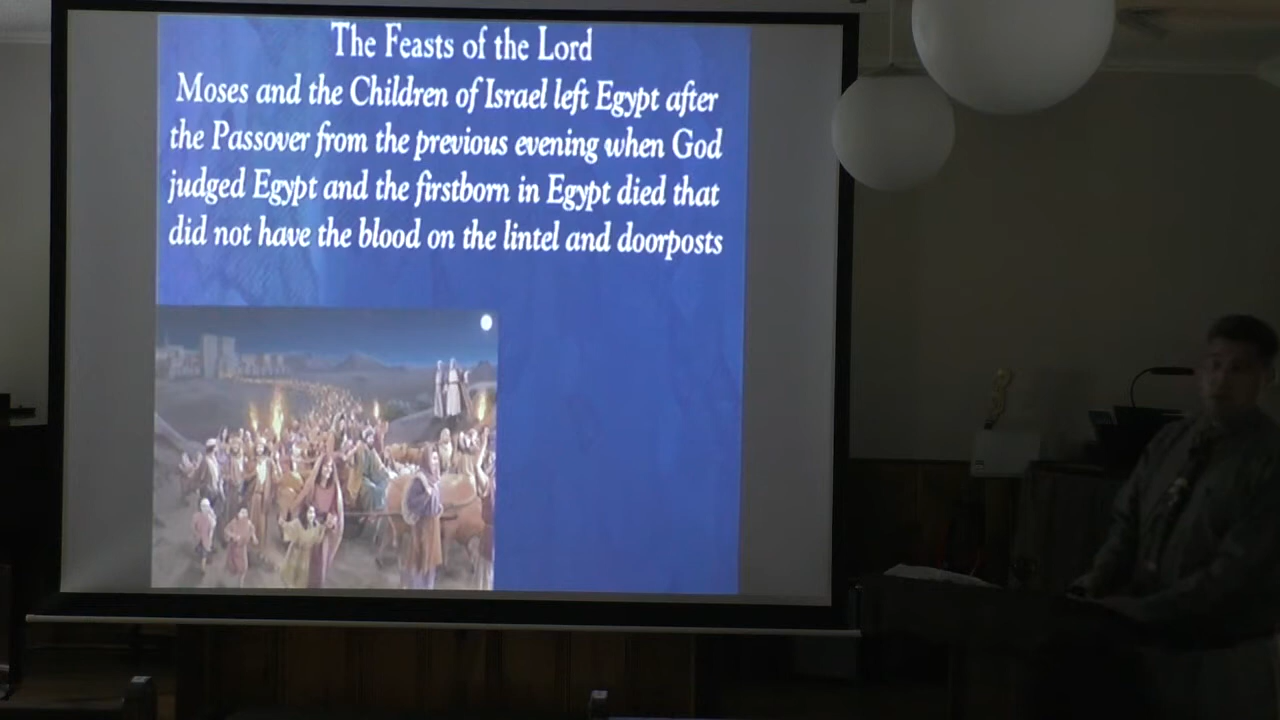 The Feasts of the Lord
Moses and the Children of Israel left Egypt after
the Passover from the previous evening when God
judged Egypt and the firstborn in Egypt died that
did not have the blood on the lintel and doorposts